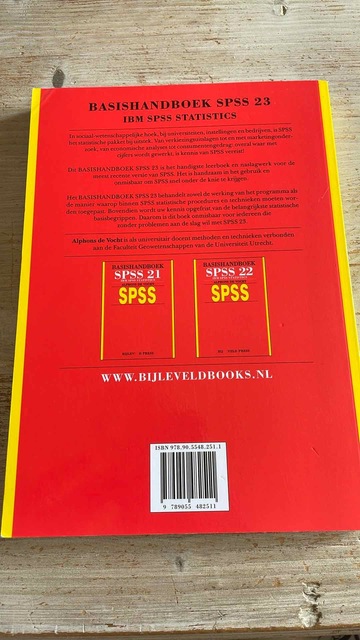 BASISHANDBOEK SPSS 23
IBM SPSS STATISTICS
In sociaal-wetenschappelijke hoek, bij universiteiten, instellingen en bedrijven, is SPSS
het statistische pakket bij uitstek. Van verkiezingsuitslagen tot en met marketingonder-
zoek, van economische analyses tot consumentengedrag: overal waar met
cijfers wordt gewerkt, is kennis van SPSS vereist!
Dit BASISHANDBOEK SPSS 23 is het handigste leerboek en naslagwerk voor de
meest recente versie van SPSS. Het is handzaam in het gebruik en
onmisbaar om SPSS snel onder de knie te krijgen.
Het BASISHANDBOEK SPSS 23 behandelt zowel de werking van het programma als
de manier waarop binnen SPSS statistische procedures en technieken moeten wor-
den toegepast. Bovendien wordt uw kennis opgefrist van de belangrijkste statistische
basisbegrippen. Daarom is dit boek onmisbaar voor iedereen die
zonder problemen aan de slag wil met SPSS 23.
Alphons de Vocht is als universitair docent methoden en technieken verbonden
aan de Faculteit Geowetenschappen van de Universiteit Utrecht.
BASISHANDBOEK
SPSS 21
SPSS
BASISHANDBOEK
SPSS 22
SPSS
WWW.BIJLEVELDBOOKS.NL
ISBN 978.90.5548.251.1
9 789055 482511